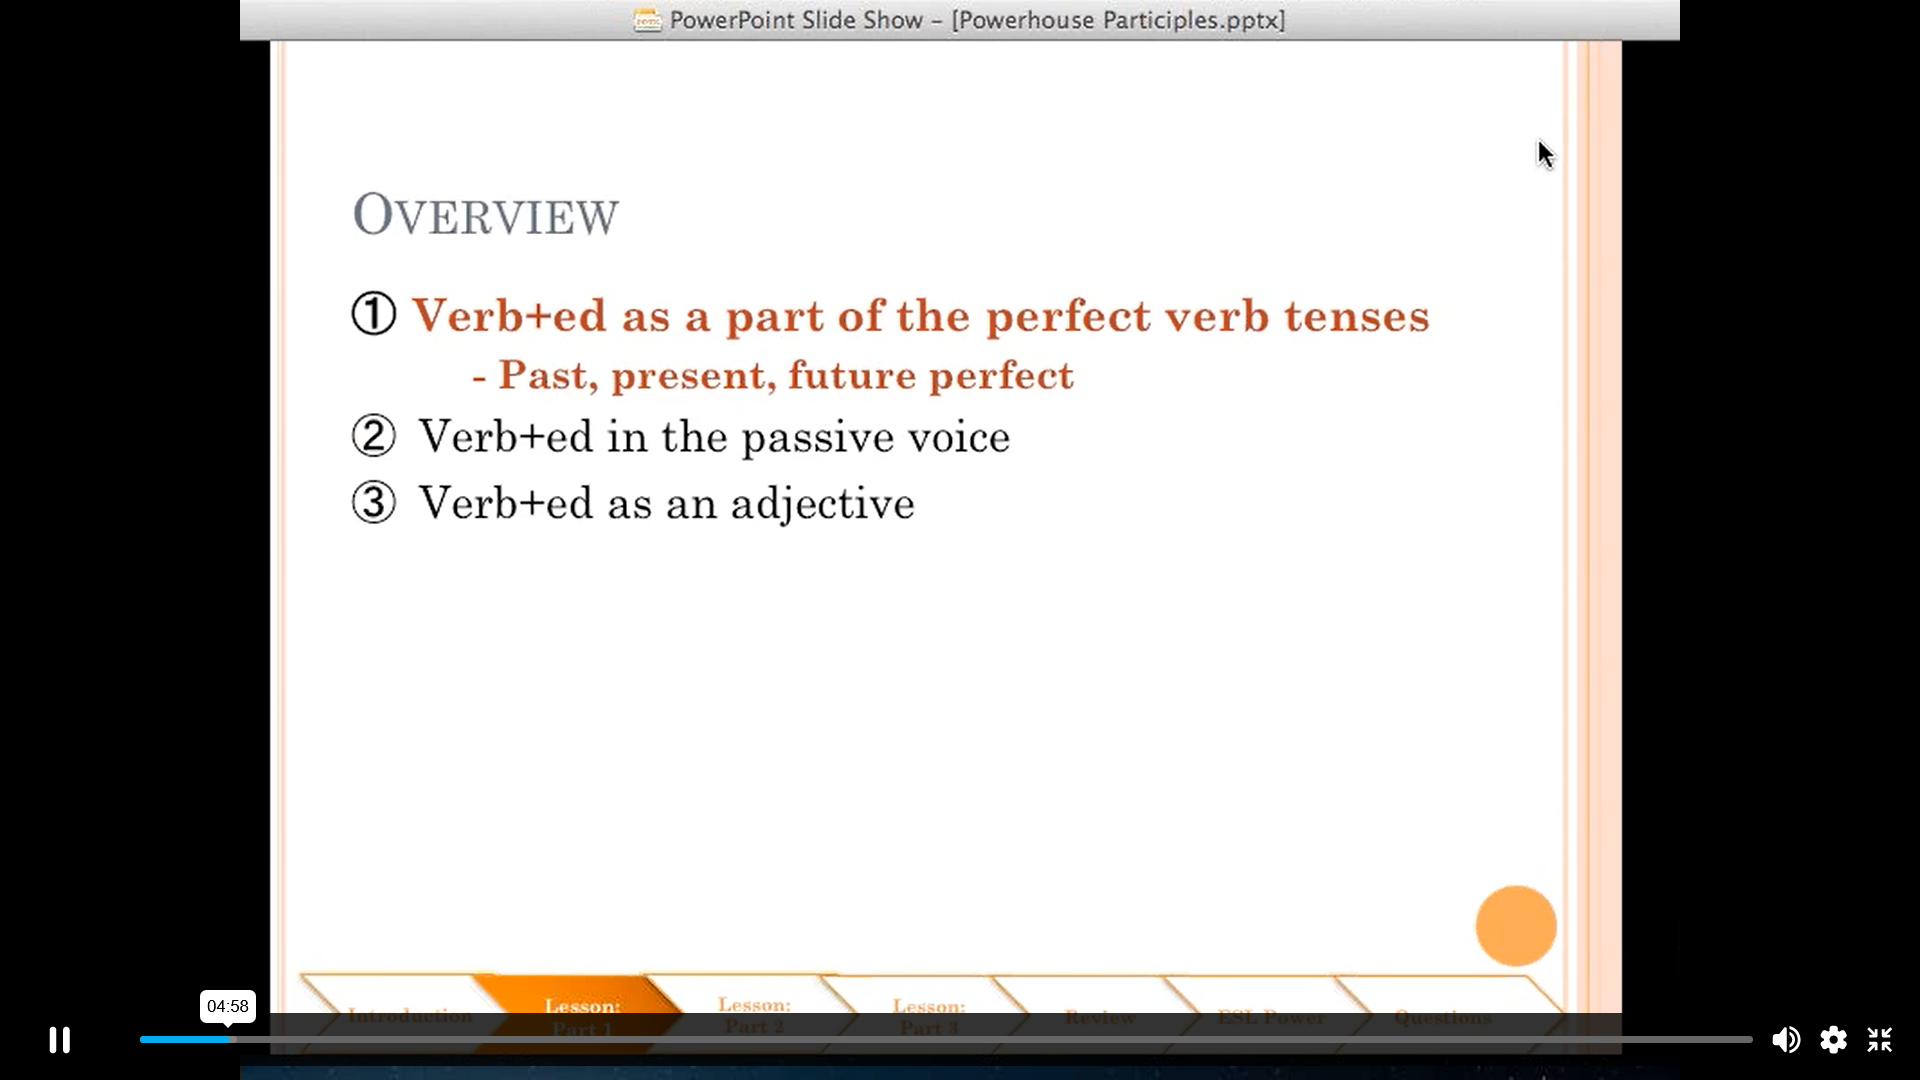 PowerPoint Slide Show – [Powerhouse Participles.pptx]
OVERVIEW
① Verb+ed as a part of the perfect verb tenses
- Past, present, future perfect
② Verb+ed in the passive voice
③ Verb+ed as an adjective
Introduction
Lesson:
Part 1
Lesson:
Part 2
Lesson:
Part 3
Review
ESL Power
Questions
04:58